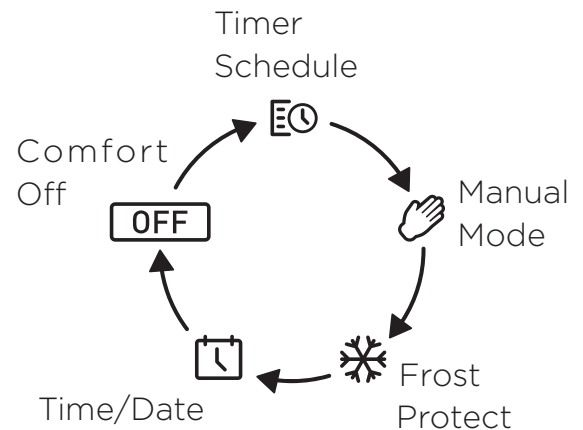 Timer
Schedule
Comfort
Off
OFF
Manual
Mode
Frost
Protect
Time/Date